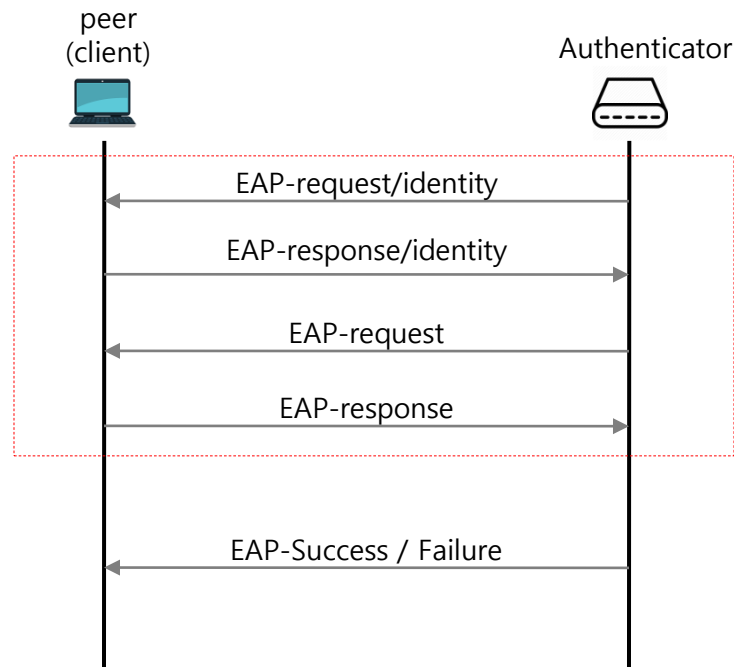 peer
(client)
Authenticator
EAP-request/identity
EAP-response/identity
EAP-request
EAP-response
EAP-Success / Failure